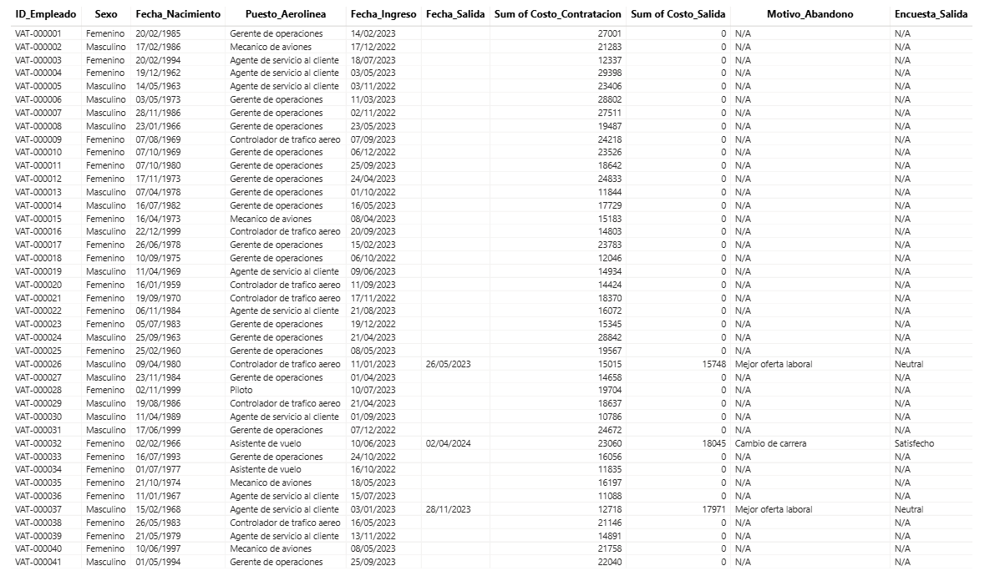 ID_Empleado Sexo Fecha_Nacimiento Puesto_Aerolinea Fecha_Ingreso Fecha_Salida Sum of Costo_Contratacion Sum of Costo_Salida Motivo_Abandono Encuesta_Salida
VAT-000001 Femenino 20/02/1985 Gerente de operaciones 14/02/2023 27001 0 N/A N/A
VAT-000002 Masculino 17/02/1986 Mecanico de aviones 17/12/2022 21283 0 N/A N/A
VAT-000003 Femenino 20/02/1994 Agente de servicio al cliente 18/07/2023 12337 0 N/A N/A
VAT-000004 Femenino 19/12/1962 Agente de servicio al cliente 03/05/2023 29398 0 N/A N/A
VAT-000005 Masculino 14/05/1963 Agente de servicio al cliente 03/11/2022 23406 0 N/A N/A
VAT-000006 Masculino 03/05/1973 Gerente de operaciones 11/03/2023 28802 0 N/A N/A
VAT-000007 Masculino 28/11/1986 Gerente de operaciones 02/11/2022 27511 0 N/A N/A
VAT-000008 Masculino 23/01/1966 Gerente de operaciones 23/05/2023 19487 0 N/A N/A
VAT-000009 Femenino 07/08/1969 Controlador de trafico aereo 07/09/2023 24218 0 N/A N/A
VAT-000010 Femenino 07/10/1969 Gerente de operaciones 06/12/2022 23526 0 N/A N/A
VAT-000011 Femenino 07/10/1980 Gerente de operaciones 25/09/2023 18642 0 N/A N/A
VAT-000012 Femenino 17/11/1973 Gerente de operaciones 24/04/2023 24833 0 N/A N/A
VAT-000013 Masculino 07/04/1978 Gerente de operaciones 01/10/2022 11844 0 N/A N/A
VAT-000014 Masculino 16/07/1982 Gerente de operaciones 16/05/2023 17729 0 N/A N/A
VAT-000015 Femenino 16/04/1973 Mecanico de aviones 08/04/2023 15183 0 N/A N/A
VAT-000016 Masculino 22/12/1999 Controlador de trafico aereo 20/09/2023 14803 0 N/A N/A
VAT-000017 Femenino 26/06/1978 Gerente de operaciones 15/02/2023 23783 0 N/A N/A
VAT-000018 Femenino 10/09/1975 Gerente de operaciones 06/10/2022 12046 0 N/A N/A
VAT-000019 Masculino 11/04/1969 Agente de servicio al cliente 09/06/2023 14934 0 N/A N/A
VAT-000020 Femenino 16/01/1959 Controlador de trafico aereo 11/09/2023 14424 0 N/A N/A
VAT-000021 Femenino 19/09/1970 Controlador de trafico aereo 17/11/2022 18370 0 N/A N/A
VAT-000022 Femenino 06/11/1984 Agente de servicio al cliente 21/08/2023 16072 0 N/A N/A
VAT-000023 Femenino 05/07/1983 Gerente de operaciones 19/12/2022 15345 0 N/A N/A
VAT-000024 Masculino 25/09/1963 Gerente de operaciones 21/04/2023 28842 0 N/A N/A
VAT-000025 Femenino 25/02/1960 Gerente de operaciones 08/05/2023 19567 0 N/A N/A
VAT-000026 Masculino 09/04/1980 Controlador de trafico aereo 11/01/2023 26/05/2023 15015 15748 Mejor oferta laboral Neutral
VAT-000027 Masculino 23/11/1984 Gerente de operaciones 01/04/2023 14658 0 N/A N/A
VAT-000028 Femenino 02/11/1999 Piloto 10/07/2023 19704 0 N/A N/A
VAT-000029 Masculino 19/08/1986 Controlador de trafico aereo 21/04/2023 18637 0 N/A N/A
VAT-000030 Masculino 11/04/1989 Agente de servicio al cliente 01/09/2023 10786 0 N/A N/A
VAT-000031 Masculino 17/06/1999 Gerente de operaciones 07/12/2022 24672 0 N/A N/A
VAT-000032 Femenino 02/02/1966 Asistente de vuelo 10/06/2023 02/04/2024 23060 18045 Cambio de carrera Satisfecho
VAT-000033 Femenino 16/07/1993 Gerente de operaciones 24/10/2022 16056 0 N/A N/A
VAT-000034 Femenino 01/07/1977 Asistente de vuelo 16/10/2022 11835 0 N/A N/A
VAT-000035 Femenino 21/10/1974 Mecanico de aviones 18/05/2023 16197 0 N/A N/A
VAT-000036 Femenino 11/01/1967 Agente de servicio al cliente 15/07/2023 11088 0 N/A N/A
VAT-000037 Masculino 15/02/1968 Agente de servicio al cliente 03/01/2023 28/11/2023 12718 17971 Mejor oferta laboral Neutral
VAT-000038 Femenino 26/05/1983 Controlador de trafico aereo 16/05/2023 21146 0 N/A N/A
VAT-000039 Femenino 21/05/1979 Agente de servicio al cliente 13/11/2022 14891 0 N/A N/A
VAT-000040 Femenino 10/06/1997 Mecanico de aviones 08/05/2023 21758 0 N/A N/A
VAT-000041 Masculino 01/05/1994 Gerente de operaciones 25/09/2023 22040 0 N/A N/A